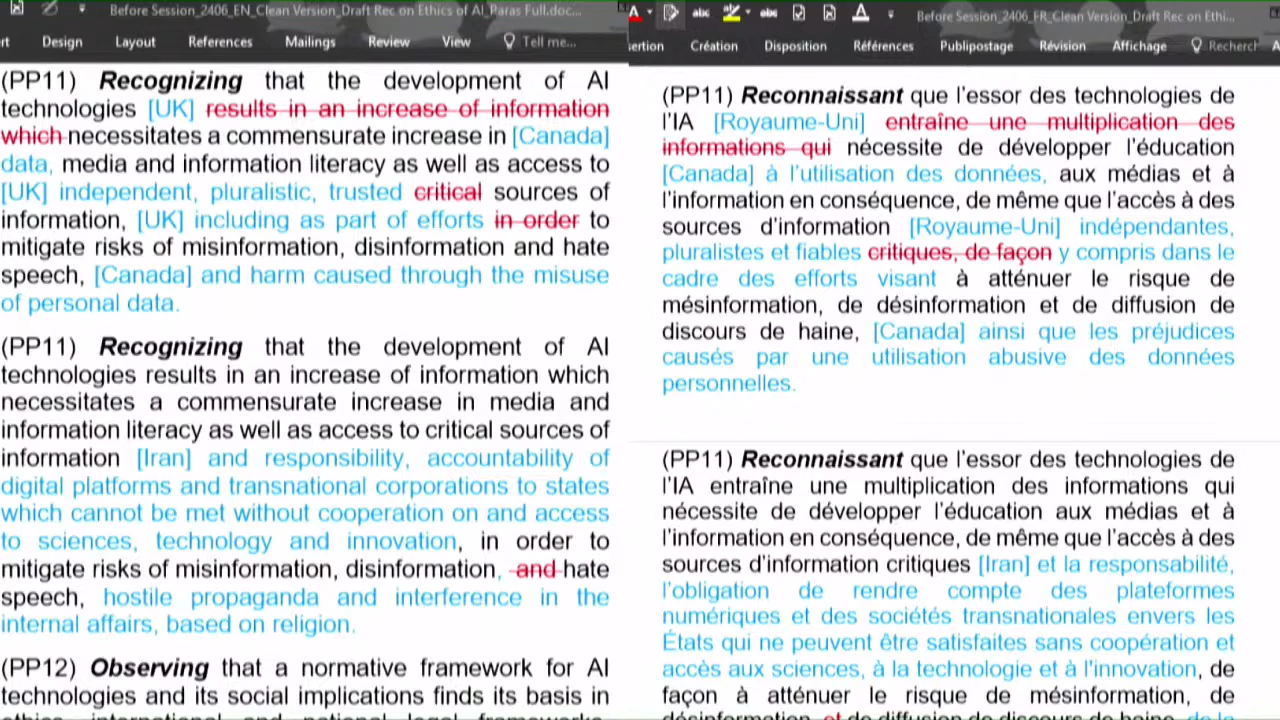 Before Session_2406_EN_Clean Version_Draft Rec on Ethics of AI_Paras Full.doc...
rt Design Layout References Mailings Review View Tell me...
(PP11) Recognizing that the development of AI
technologies [UK] results in an increase of information
which necessitates a commensurate increase in [Canada]
data, media and information literacy as well as access to
[UK] independent, pluralistic, trusted critical sources of
information, [UK] including as part of efforts in order to
mitigate risks of misinformation, disinformation and hate
speech, [Canada] and harm caused through the misuse
of personal data.
(PP11) Recognizing that the development of AI
technologies results in an increase of information which
necessitates a commensurate increase in media and
information literacy as well as access to critical sources of
information [Iran] and responsibility, accountability of
digital platforms and transnational corporations to states
which cannot be met without cooperation on and access
to sciences, technology and innovation, in order to
mitigate risks of misinformation, disinformation, and hate
speech, hostile propaganda and interference in the
internal affairs, based on religion.
(PP12) Observing that a normative framework for AI
technologies and its social implications finds its basis in
ethics, international and national legal frameworks,
Before Session_2406_FR_Clean Version_Draft Rec on Ethi...
sertion Création Disposition Références Publipostage Révision Affichage Recherch
(PP11) Reconnaissant que l'essor des technologies de
l'IA [Royaume-Uni] entraîne une multiplication des
informations qui nécessite de développer l'éducation
[Canada] à l'utilisation des données, aux médias et à
l'information en conséquence, de même que l'accès à des
sources d'information [Royaume-Uni] indépendantes,
pluralistes et fiables critiques, de façon y compris dans le
cadre des efforts visant à atténuer le risque de
mésinformation, de désinformation et de diffusion de
discours de haine, [Canada] ainsi que les préjudices
causés par une utilisation abusive des données
personnelles.
(PP11) Reconnaissant que l'essor des technologies de
l'IA entraîne une multiplication des informations qui
nécessite de développer l'éducation aux médias et à
l'information en conséquence, de même que l'accès à des
sources d'information critiques [Iran] et la responsabilité,
l'obligation de rendre compte des plateformes
numériques et des sociétés transnationales envers les
États qui ne peuvent être satisfaites sans coopération et
accès aux sciences, à la technologie et à l'innovation, de
façon à atténuer le risque de mésinformation, de
désinformation et de diffusion de discours de haine, de la